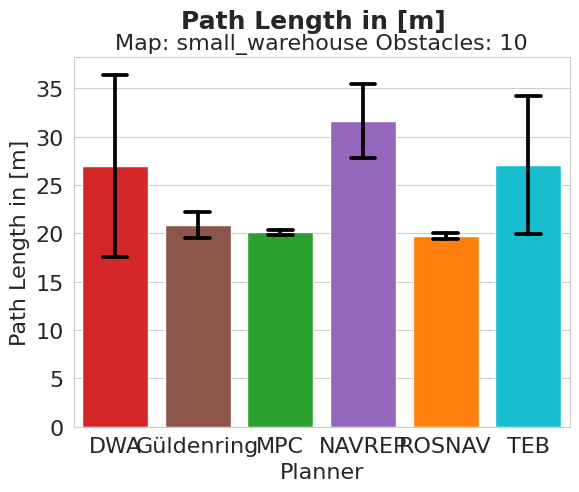 Path Length in [m]
Map: small_warehouse Obstacles: 10
Path Length in [m]
35
30
25
20
15
10
5
0
DWA Güldenring MPC NAVREP ROSNAV TEB
Planner